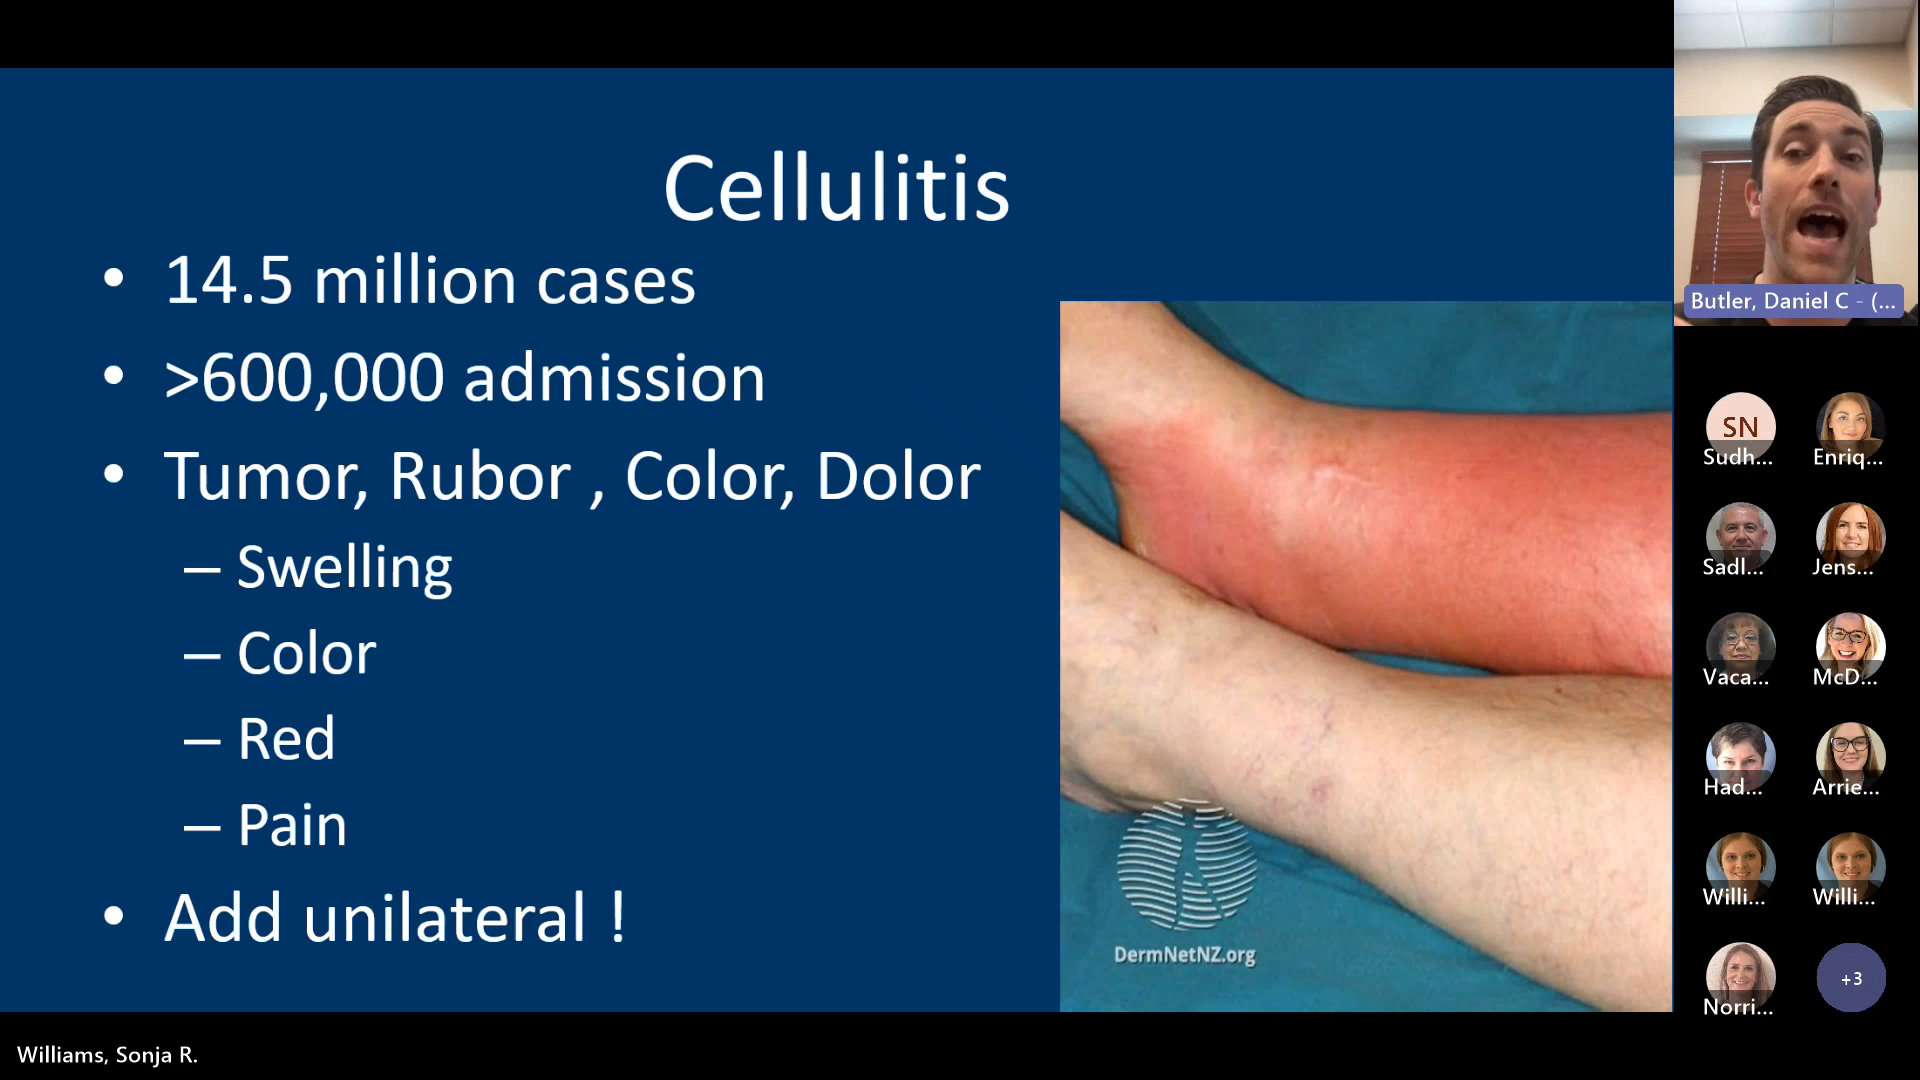 Cellulitis
• 14.5 million cases
• >600,000 admission
• Tumor, Rubor , Color, Dolor
– Swelling
– Color
– Red
– Pain
• Add unilateral !
DermNetNZ.org
Butler, Daniel C - (...
SN
Sudh...
Enriq...
Sadl...
Jens...
Vaca...
McD...
Had...
Arrie...
Willi...
Willi...
Norri...
+3
Williams, Sonja R.